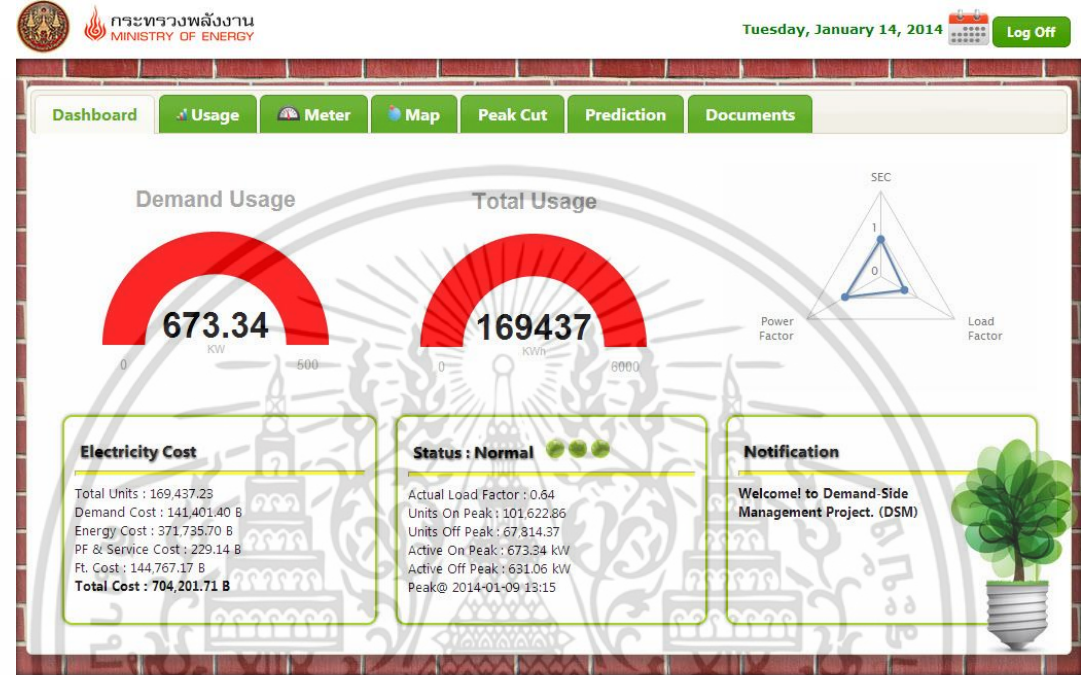 กระทรวงพลังงาน
MINISTRY OF ENERGY
Tuesday, January 14, 2014
Log Off
Dashboard
Usage
Meter
Map
Peak Cut
Prediction
Documents
Demand Usage
673.34
KW
0
500
Total Usage
169437
KWh
0
6000
SEC
1
0
Power
Factor
Load
Factor
Electricity Cost
Total Units : 169,437.23
Demand Cost : 141,401.40 B
Energy Cost : 371,735.70 B
PF & Service Cost : 229.14 B
Ft. Cost : 144,767.17 B
Total Cost : 704,201.71 B
Status : Normal
Actual Load Factor : 0.64
Units On Peak : 101,622.86
Units Off Peak : 67,814.37
Active On Peak : 673.34 kW
Active Off Peak : 631.06 kW
Peak@ 2014-01-09 13:15
Notification
Welcome! to Demand-Side
Management Project. (DSM)